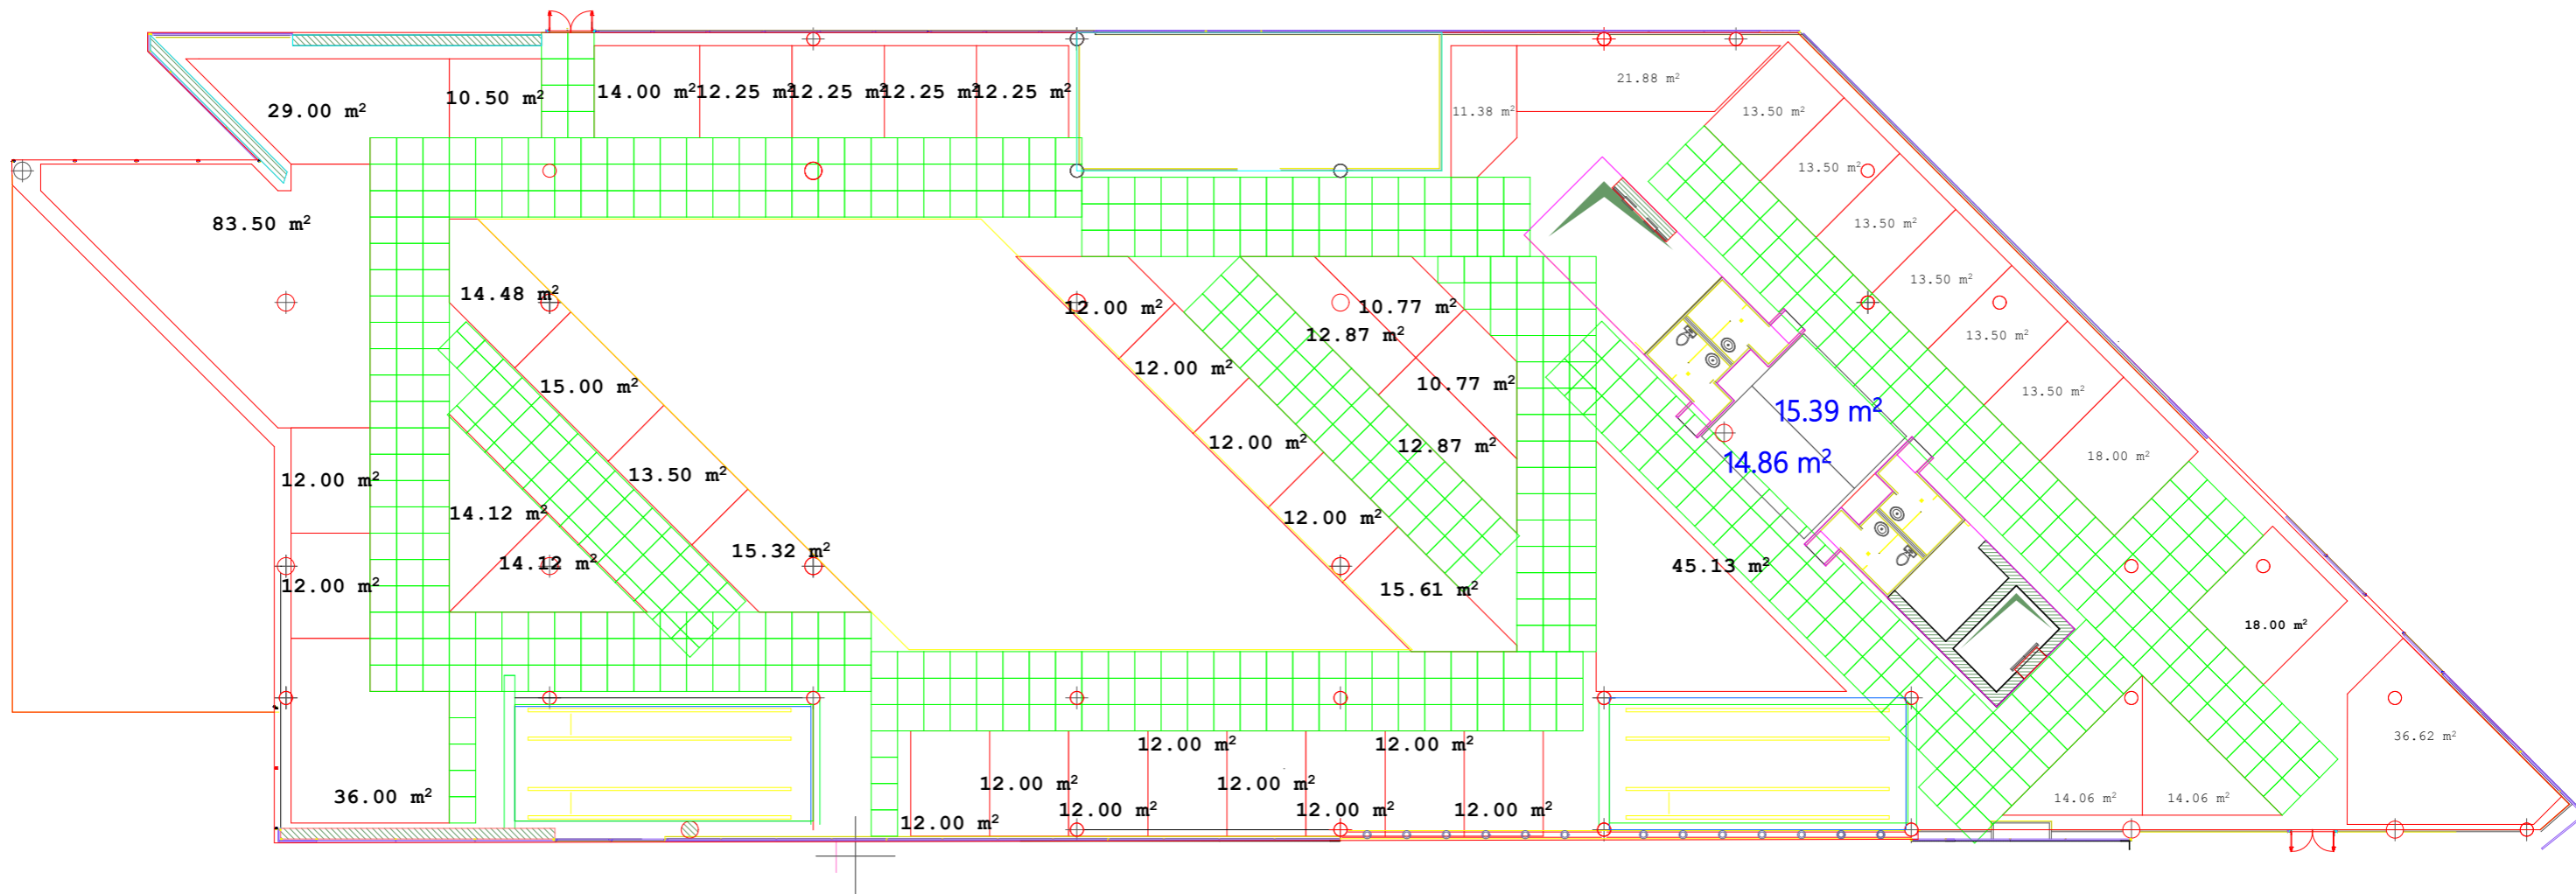 29.00 m²
10.50 m²
14.00 m²
12.25 m²
12.25 m²
12.25 m²
12.25 m²
21.88 m²
11.38 m²
13.50 m²
13.50 m²
13.50 m²
13.50 m²
13.50 m²
13.50 m²
18.00 m²
83.50 m²
14.48 m²
15.00 m²
13.50 m²
15.32 m²
14.12 m²
14.12 m²
12.00 m²
12.00 m²
36.00 m²
12.00 m²
12.00 m²
12.00 m²
12.00 m²
15.61 m²
10.77 m²
12.87 m²
10.77 m²
12.87 m²
15.39 m²
14.86 m²
45.13 m²
18.00 m²
36.62 m²
14.06 m²
14.06 m²
12.00 m²
12.00 m²
12.00 m²
12.00 m²
12.00 m²
12.00 m²
12.00 m²
12.00 m²